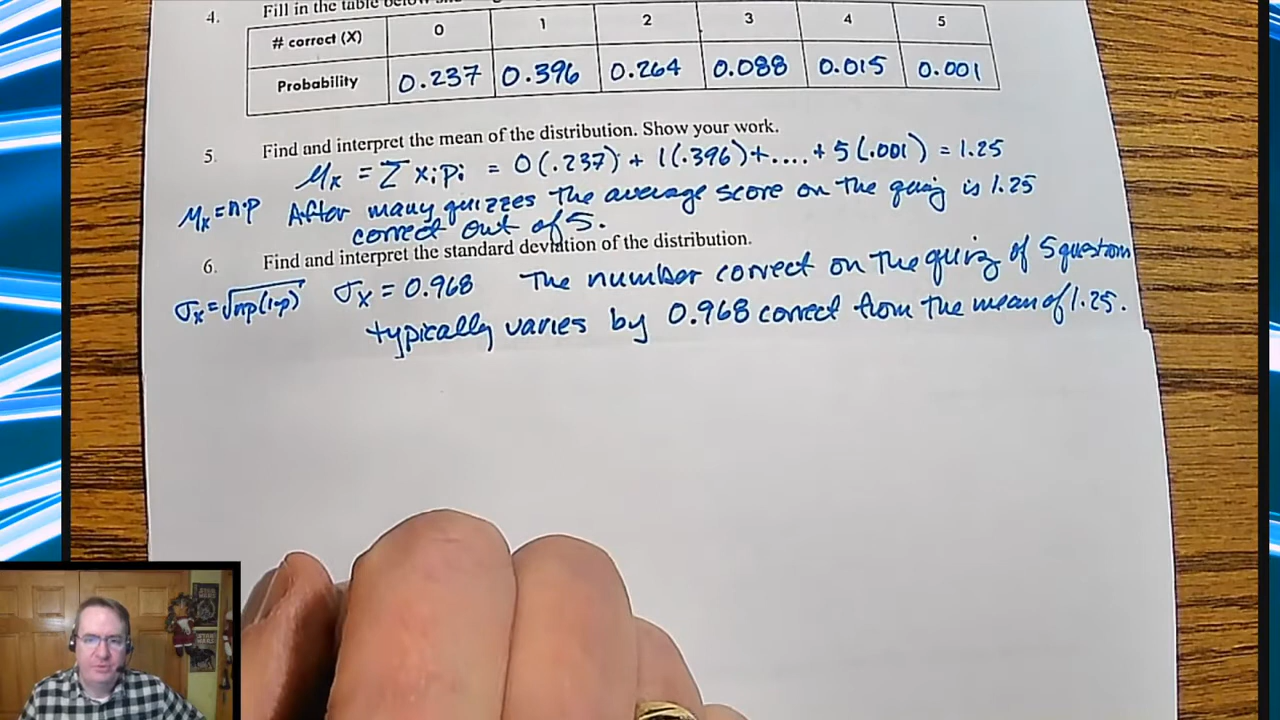 4. Fill in the table below
# correct (X) 0 1 2 3 4 5
Probability 0.237 0.396 0.264 0.088 0.015 0.001
5. Find and interpret the mean of the distribution. Show your work.
μₓ = Σ xᵢpᵢ = 0(.237) + 1(.396)+....+ 5(.001) = 1.25
μₓ=n·p After many quizzes the average score on the quiz is 1.25
correct out of 5.
6. Find and interpret the standard deviation of the distribution.
σₓ=√np(1-p) σₓ = 0.968 The number correct on the quiz of 5 question
typically varies by 0.968 correct from the mean of 1.25.
STAR WARS
STAR WARS